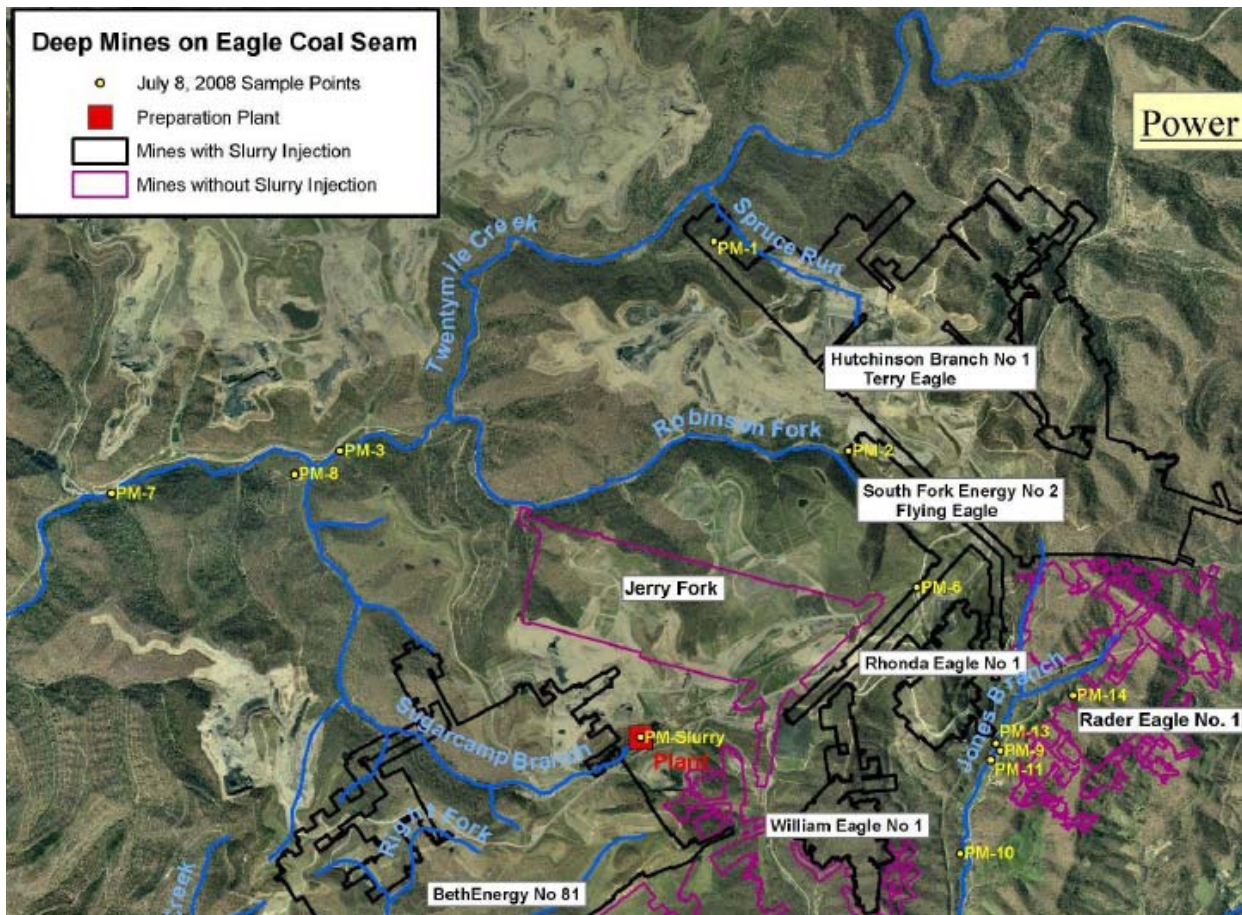 Deep Mines on Eagle Coal Seam
July 8, 2008 Sample Points
Preparation Plant
Mines with Slurry Injection
Mines without Slurry Injection
Power
Twentymile Creek
Spruce Run
PM-1
Hutchinson Branch No 1
Terry Eagle
Robinson Fork
PM-2
PM-3
PM-8
PM-7
South Fork Energy No 2
Flying Eagle
Jerry Fork
PM-6
Rhonda Eagle No 1
Jones Branch
PM-14
Rader Eagle No. 1
PM-13
PM-9
PM-11
Sugarcamp Branch
PM-Slurry
Plant
Right Fork
William Eagle No 1
PM-10
BethEnergy No 81
Creek